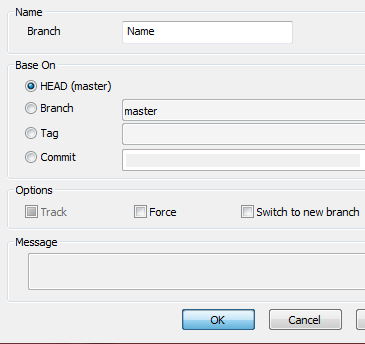 Name
Branch Name
Base On
HEAD (master)
Branch master
Tag
Commit
Options
Track Force Switch to new branch
Message
OK Cancel